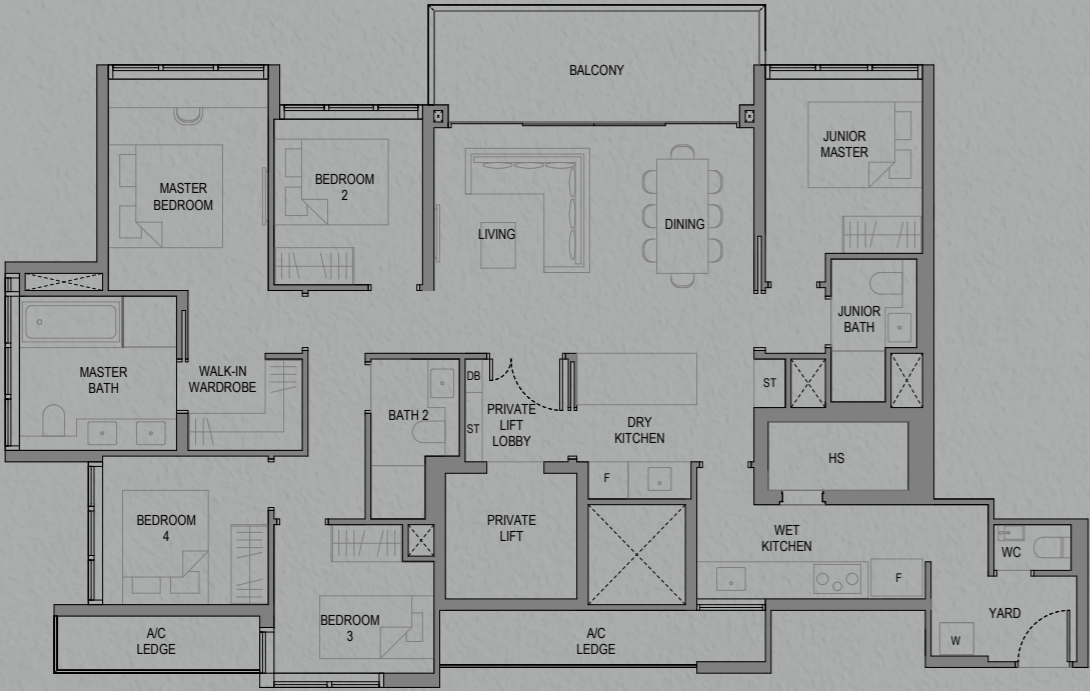 BALCONY
JUNIOR
MASTER
MASTER
BEDROOM
BEDROOM
2
LIVING
DINING
JUNIOR
BATH
MASTER
BATH
WALK-IN
WARDROBE
DB
ST
BATH 2
PRIVATE
LIFT
LOBBY
ST
DRY
KITCHEN
HS
F
BEDROOM
4
PRIVATE
LIFT
WET
KITCHEN
WC
F
BEDROOM
3
A/C
LEDGE
A/C
LEDGE
YARD
W